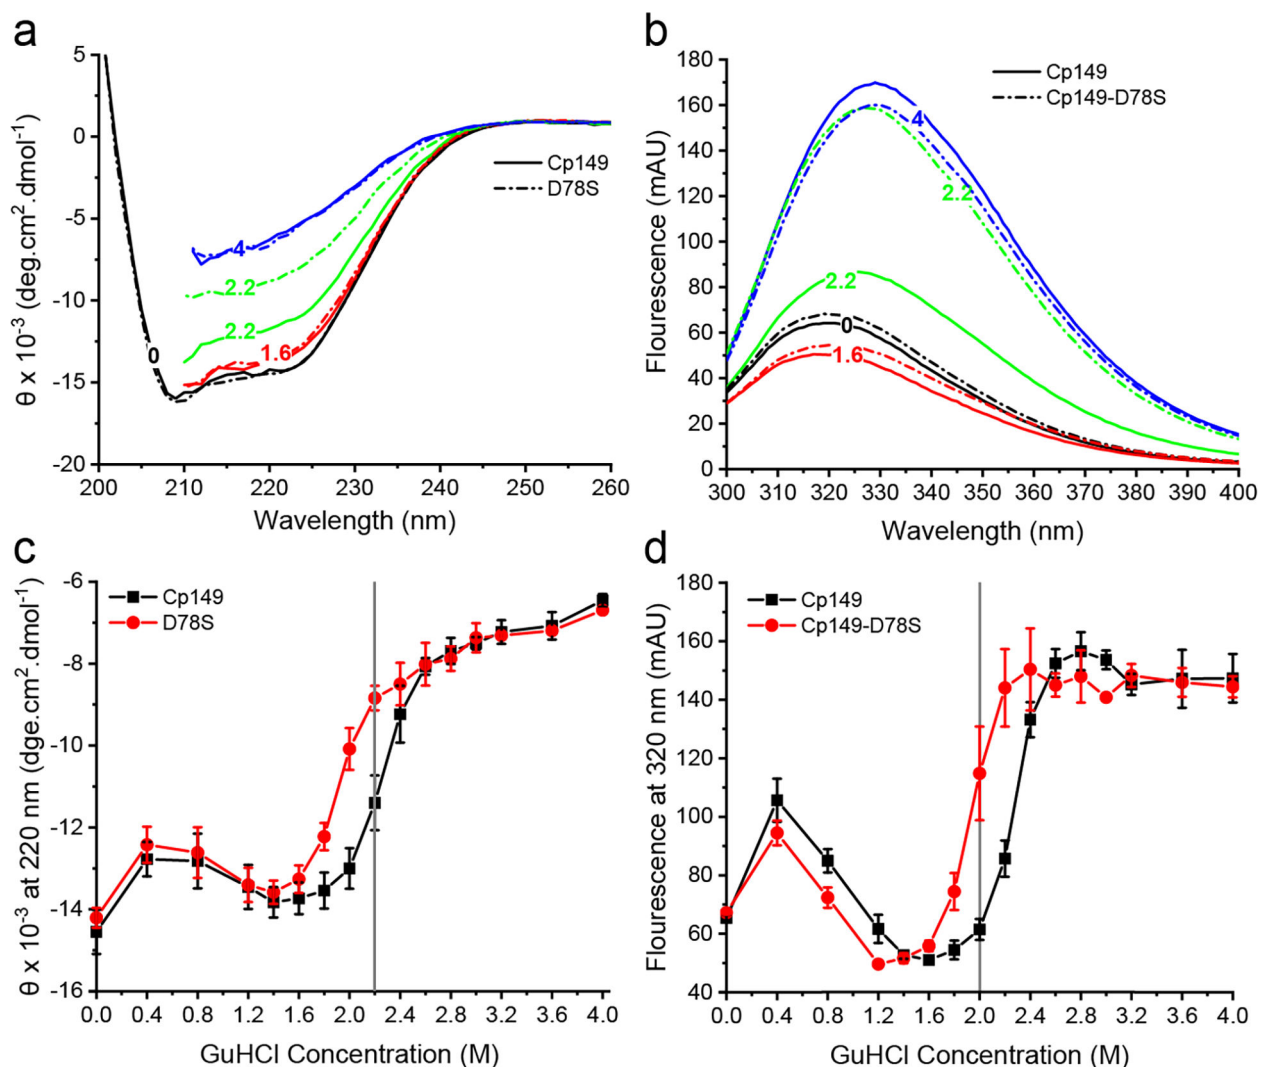 a
5
0
-5
-10
-15
-20
θ x 10⁻³ (deg.cm².dmol⁻¹)
Cp149
D78S
4
2.2
2.2
1.6
0
200 210 220 230 240 250 260
Wavelength (nm)
b
180
160
140
120
100
80
60
40
20
0
Flourescence (mAU)
Cp149
Cp149-D78S
4
2.2
2.2
0
1.6
300 310 320 330 340 350 360 370 380 390 400
Wavelength (nm)
c
-6
-8
-10
-12
-14
-16
θ x 10⁻³ at 220 nm (dge.cm².dmol⁻¹)
Cp149
D78S
0.0 0.4 0.8 1.2 1.6 2.0 2.4 2.8 3.2 3.6 4.0
GuHCl Concentration (M)
d
180
160
140
120
100
80
60
40
Flourescence at 320 nm (mAU)
Cp149
Cp149-D78S
0.0 0.4 0.8 1.2 1.6 2.0 2.4 2.8 3.2 3.6 4.0
GuHCl Concentration (M)